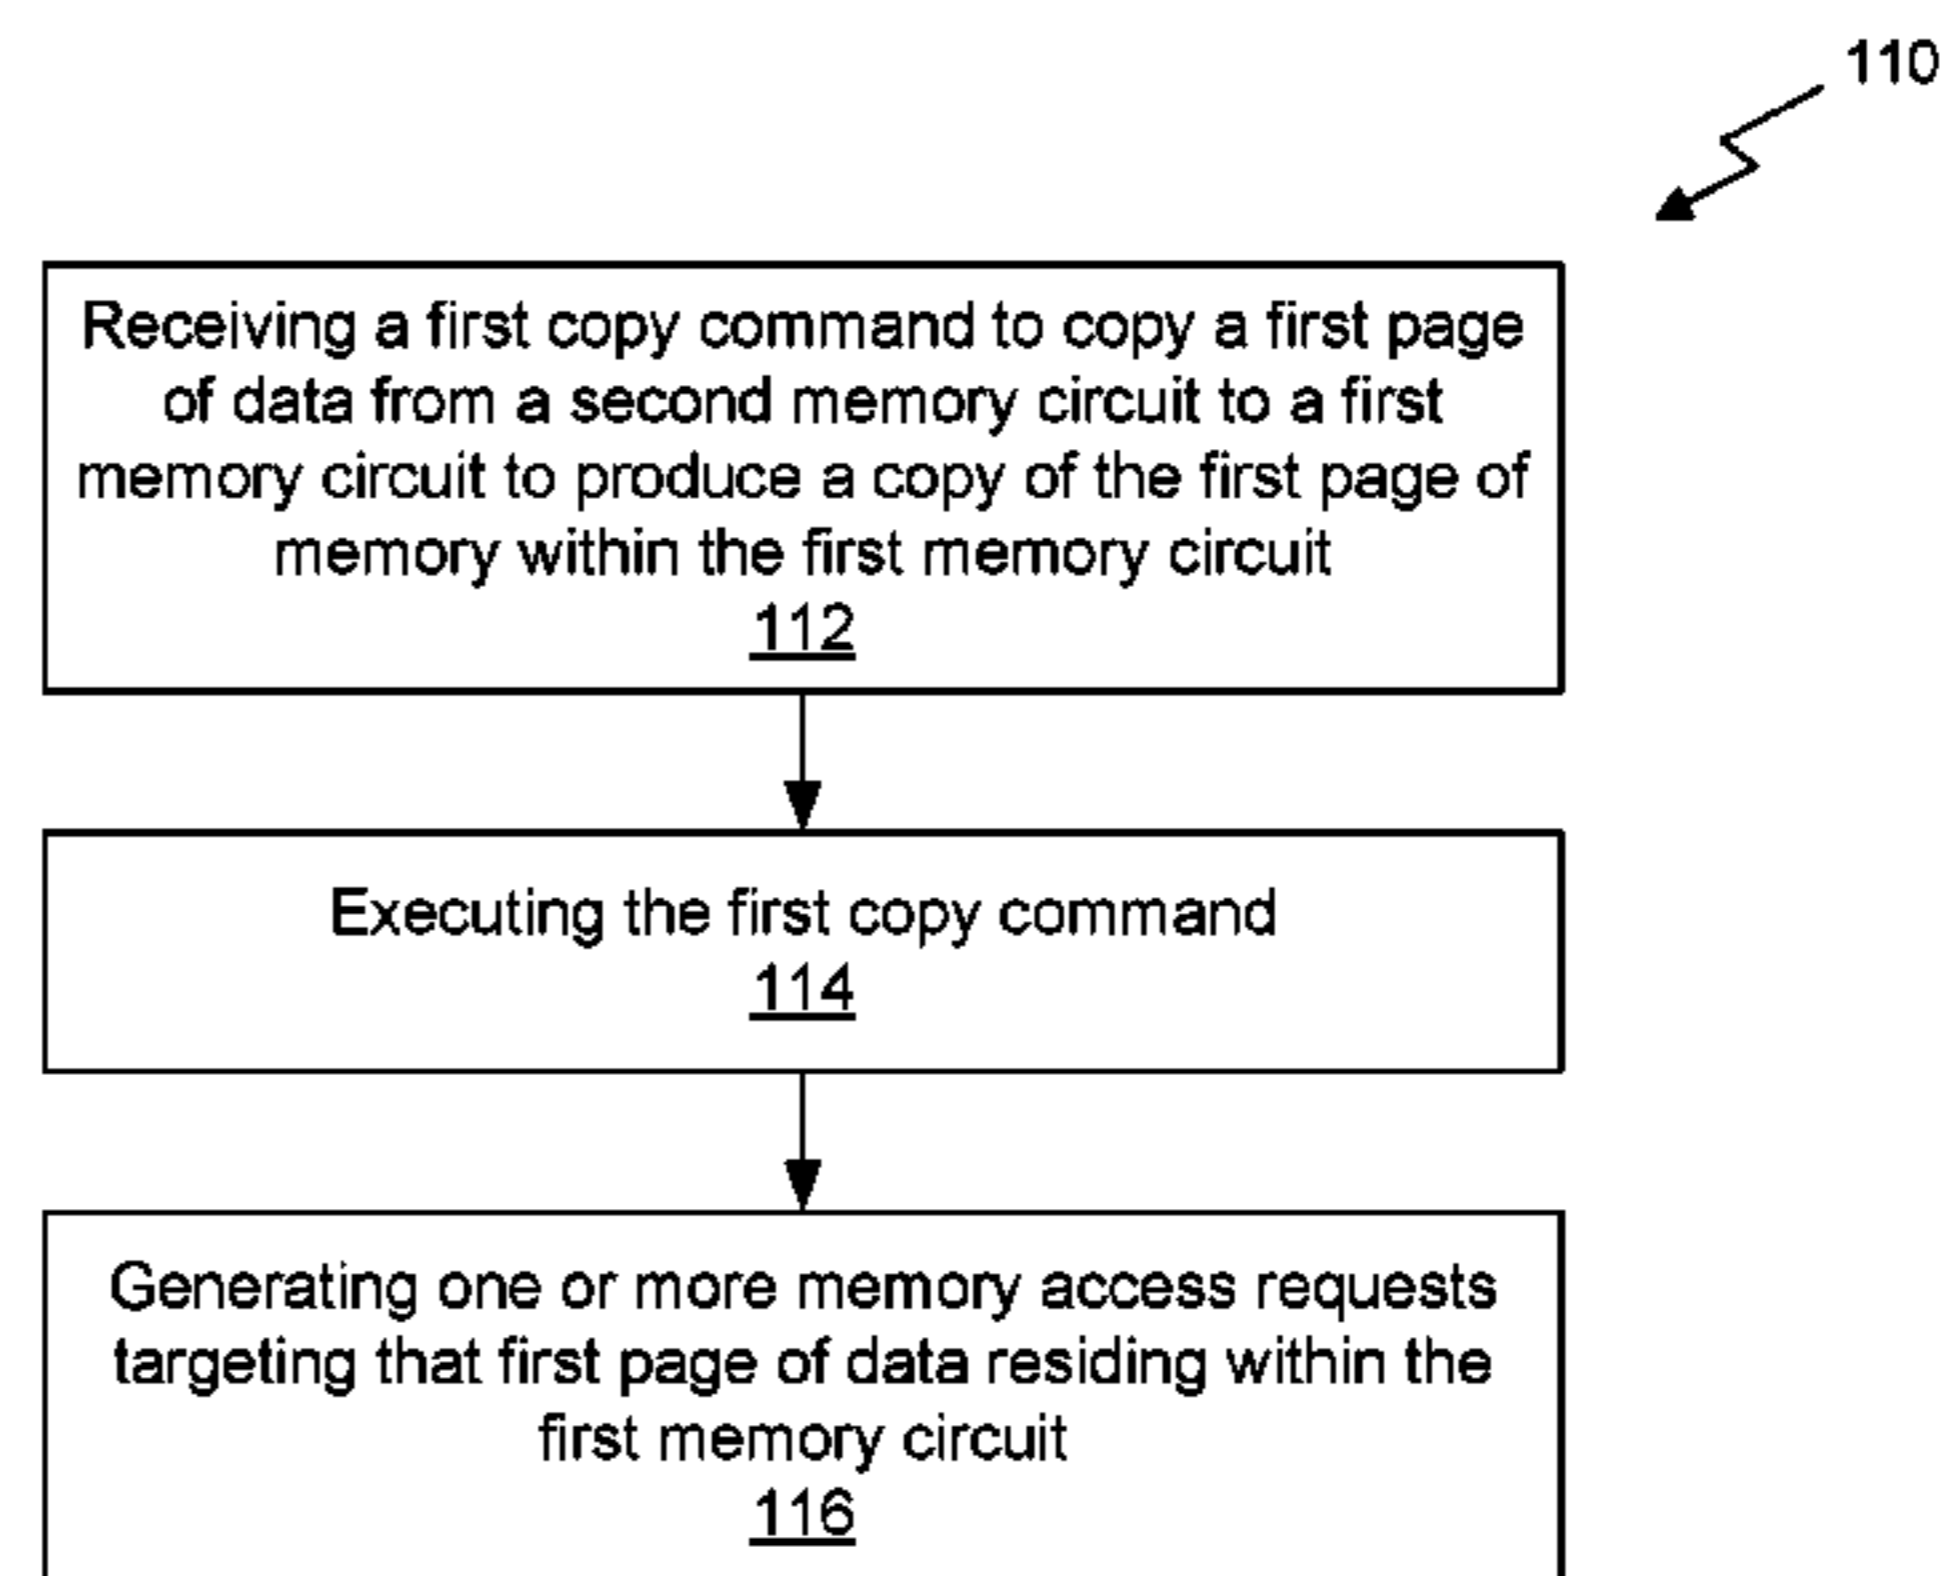 110
Receiving a first copy command to copy a first page
of data from a second memory circuit to a first
memory circuit to produce a copy of the first page of
memory within the first memory circuit
112
Executing the first copy command
114
Generating one or more memory access requests
targeting that first page of data residing within the
first memory circuit
116